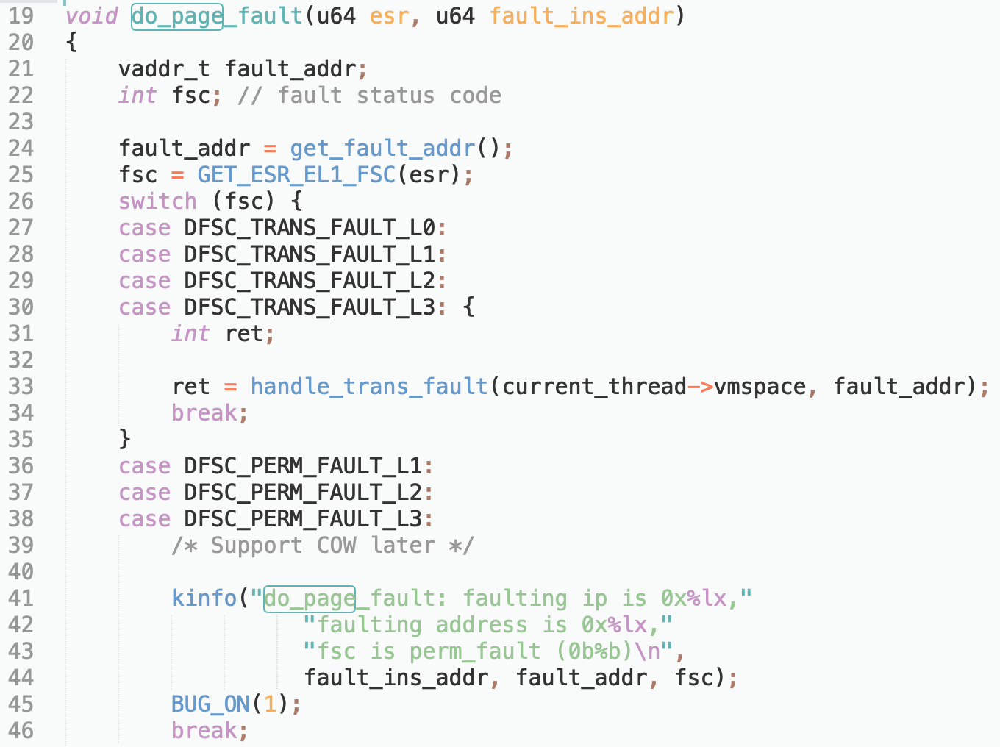 19 void do_page_fault(u64 esr, u64 fault_ins_addr)
20 {
21     vaddr_t fault_addr;
22     int fsc; // fault status code
23
24     fault_addr = get_fault_addr();
25     fsc = GET_ESR_EL1_FSC(esr);
26     switch (fsc) {
27     case DFSC_TRANS_FAULT_L0:
28     case DFSC_TRANS_FAULT_L1:
29     case DFSC_TRANS_FAULT_L2:
30     case DFSC_TRANS_FAULT_L3: {
31         int ret;
32
33         ret = handle_trans_fault(current_thread->vmspace, fault_addr);
34         break;
35     }
36     case DFSC_PERM_FAULT_L1:
37     case DFSC_PERM_FAULT_L2:
38     case DFSC_PERM_FAULT_L3:
39         /* Support COW later */
40
41         kinfo("do_page_fault: faulting ip is 0x%lx,"
42                   "faulting address is 0x%lx,"
43                   "fsc is perm_fault (0b%b)\n",
44                   fault_ins_addr, fault_addr, fsc);
45         BUG_ON(1);
46         break;